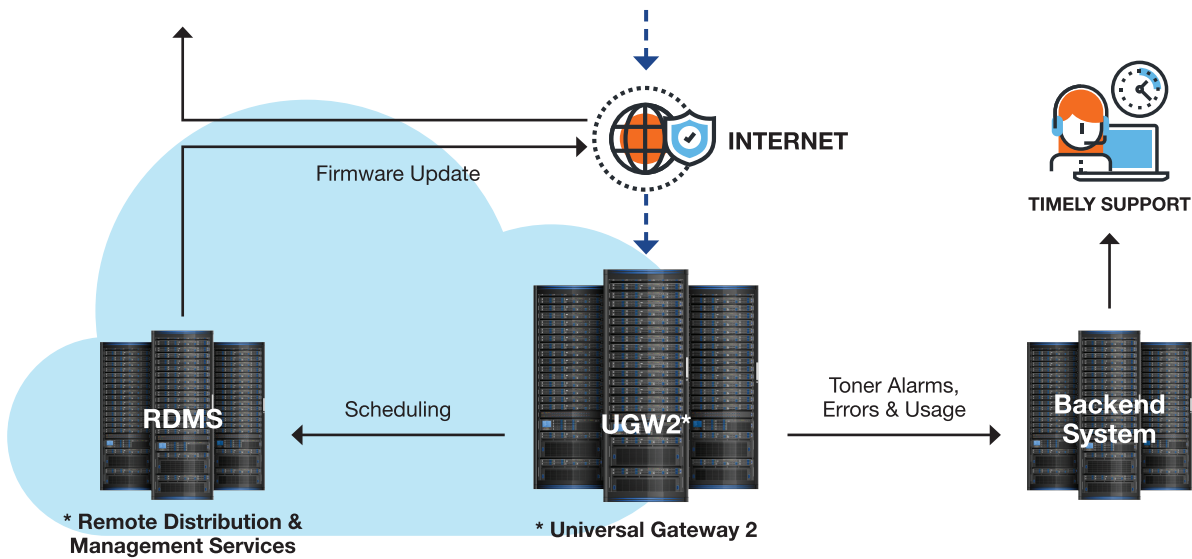 INTERNET
Firmware Update
TIMELY SUPPORT
Scheduling
Toner Alarms,
Errors & Usage
RDMS
UGW2*
Backend
System
* Remote Distribution &
Management Services
* Universal Gateway 2